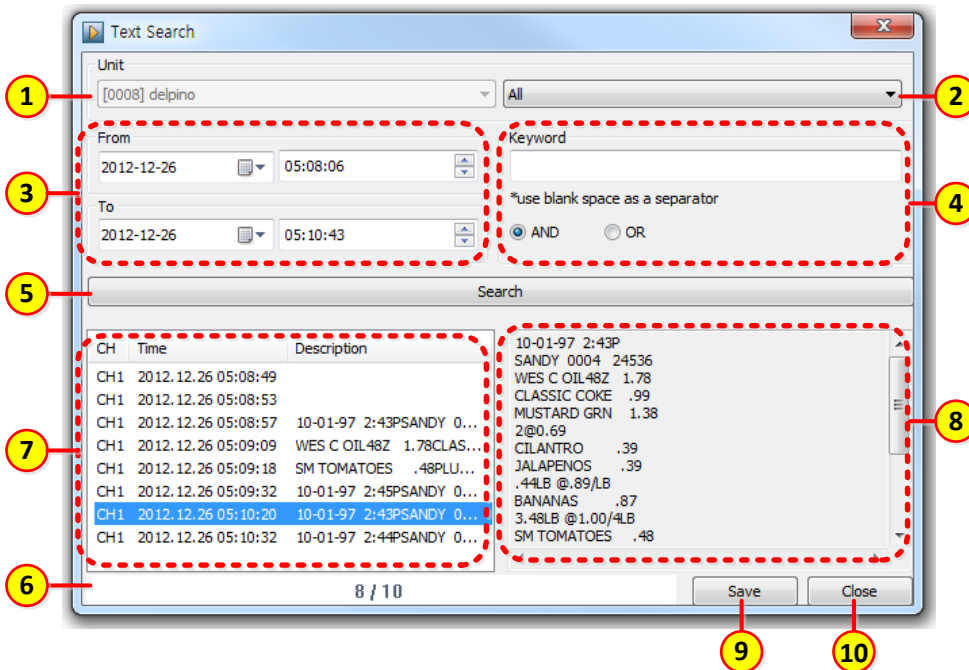 Text Search
Unit
1 [0008] delpino All 2
From Keyword
2012-12-26 05:08:06
3 *use blank space as a separator 4
To
2012-12-26 05:10:43 AND OR
5 Search
CH Time Description
CH1 2012.12.26 05:08:49
CH1 2012.12.26 05:08:53
CH1 2012.12.26 05:08:57 10-01-97 2:43PSANDY 0...
7 CH1 2012.12.26 05:09:09 WES C OIL48Z 1.78CLAS...
CH1 2012.12.26 05:09:18 SM TOMATOES .48PLU...
CH1 2012.12.26 05:09:32 10-01-97 2:45PSANDY 0...
CH1 2012.12.26 05:10:20 10-01-97 2:43PSANDY 0...
CH1 2012.12.26 05:10:32 10-01-97 2:44PSANDY 0...
10-01-97 2:43P
SANDY 0004 24536
WES C OIL48Z 1.78
CLASSIC COKE .99
MUSTARD GRN 1.38
2@0.69
CILANTRO .39
JALAPENOS .39
.44LB @.89/LB
BANANAS .87
3.48LB @1.00/4LB
SM TOMATOES .48
8
6 8 / 10 Save Close
9 10